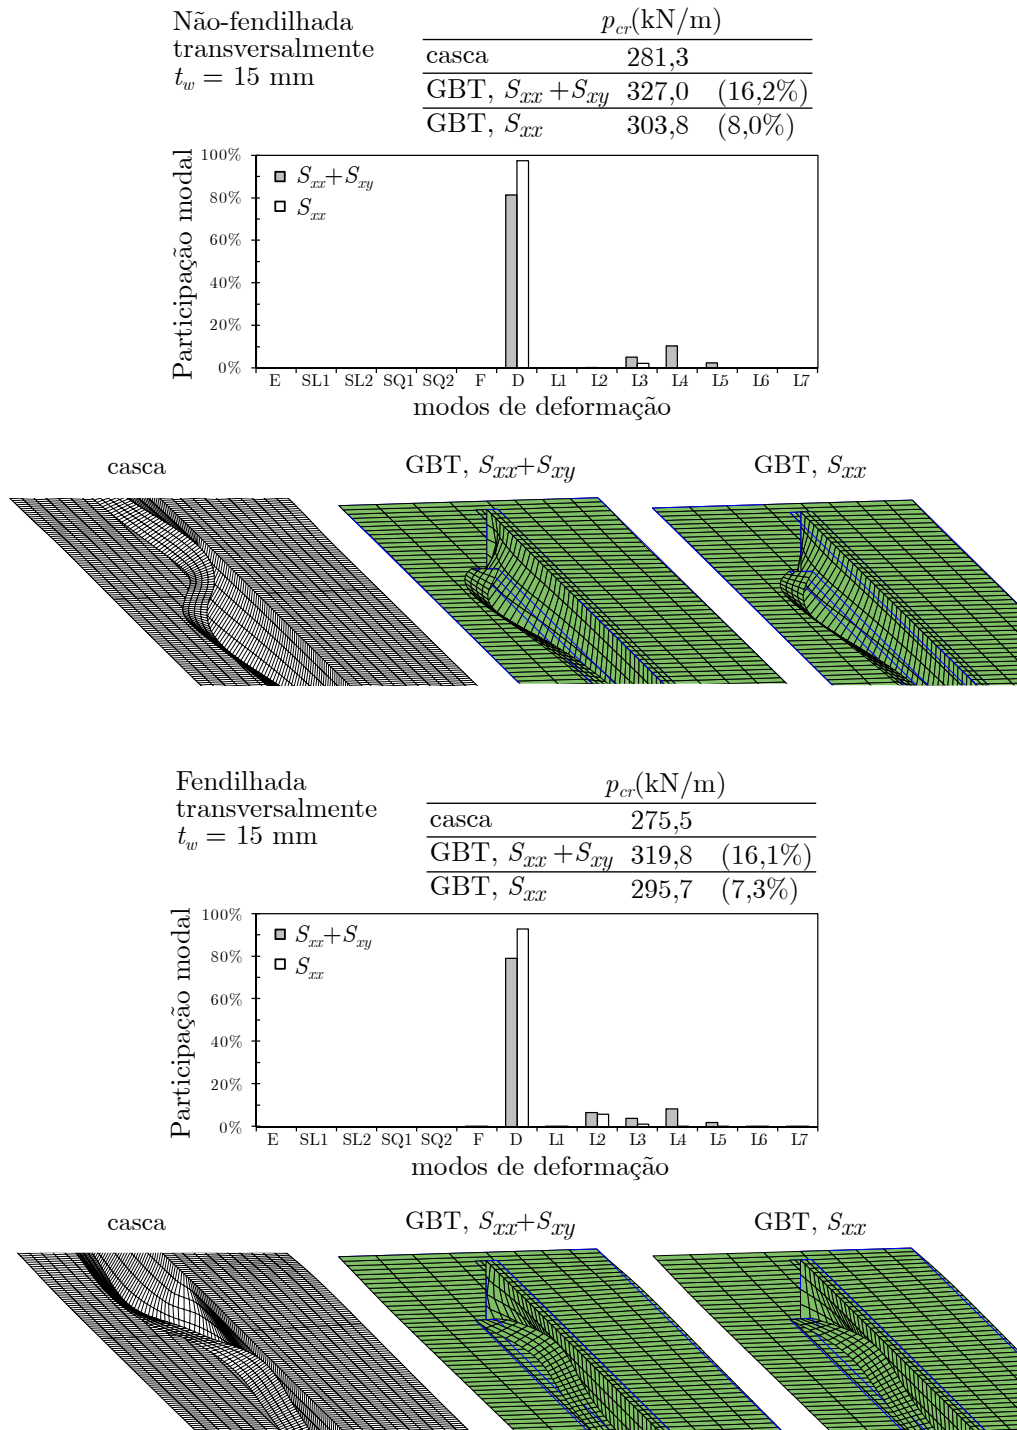 Não-fendilhada
transversalmente
t_w = 15 mm
p_cr(kN/m)
casca 281,3
GBT, S_xx + S_xy 327,0 (16,2%)
GBT, S_xx 303,8 (8,0%)
Participação modal
100%
80%
60%
40%
20%
0%
S_xx+S_xy
S_xx
E SL1 SL2 SQ1 SQ2 F D L1 L2 L3 L4 L5 L6 L7
modos de deformação
casca GBT, S_xx+S_xy GBT, S_xx
Fendilhada
transversalmente
t_w = 15 mm
p_cr(kN/m)
casca 275,5
GBT, S_xx + S_xy 319,8 (16,1%)
GBT, S_xx 295,7 (7,3%)
Participação modal
100%
80%
60%
40%
20%
0%
S_xx+S_xy
S_xx
E SL1 SL2 SQ1 SQ2 F D L1 L2 L3 L4 L5 L6 L7
modos de deformação
casca GBT, S_xx+S_xy GBT, S_xx